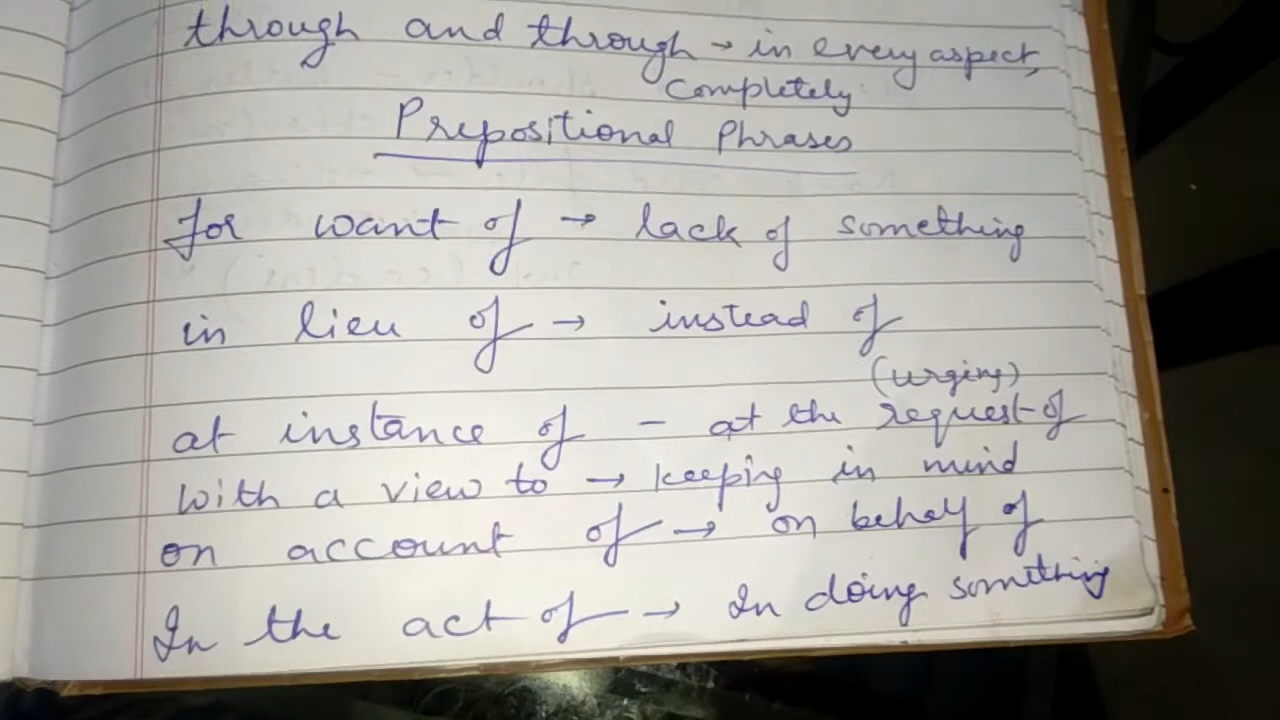 through and through → in every aspect,
completely
Prepositional Phrases
for want of → lack of something
in lieu of → instead of
(urging)
at instance of - at the request of
with a view to → keeping in mind
on account of → on behalf of
In the act of → In doing something